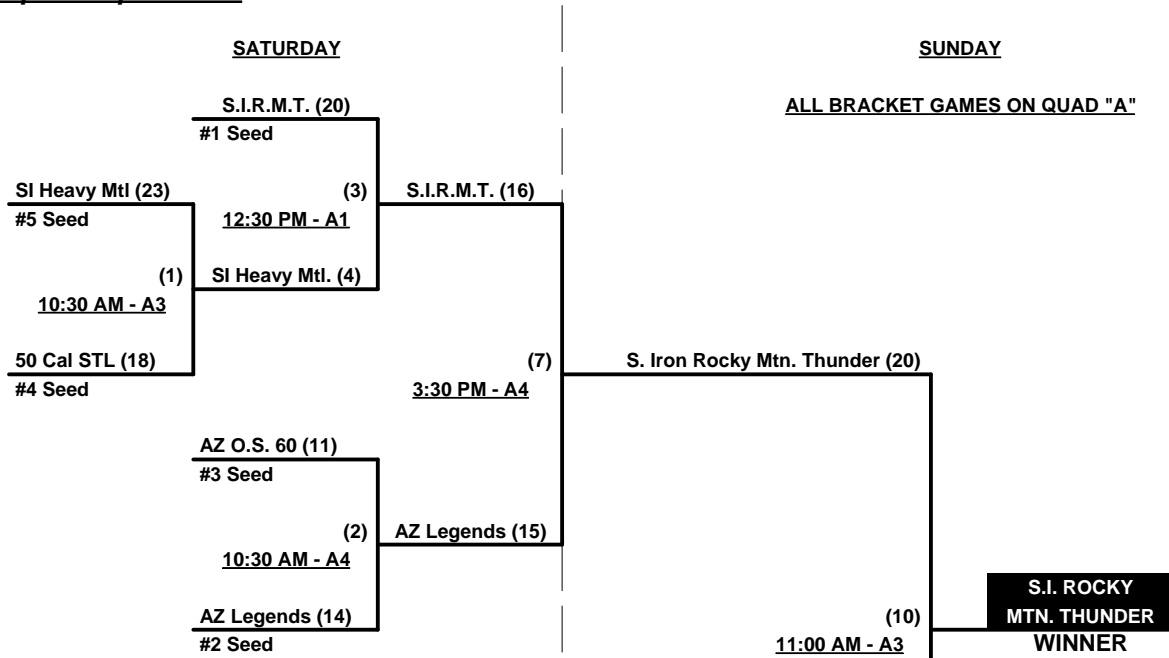 SATURDAY
SUNDAY
S.I.R.M.T. (20)
ALL BRACKET GAMES ON QUAD "A"
#1 Seed
SI Heavy Mtl (23)
(3)
S.I.R.M.T. (16)
#5 Seed
12:30 PM - A1
(1)
SI Heavy Mtl. (4)
10:30 AM - A3
50 Cal STL (18)
(7)
S. Iron Rocky Mtn. Thunder (20)
#4 Seed
3:30 PM - A4
AZ O.S. 60 (11)
#3 Seed
(2)
AZ Legends (15)
10:30 AM - A4
S.I. ROCKY
AZ Legends (14)
(10)
MTN. THUNDER
#2 Seed
11:00 AM - A3
WINNER